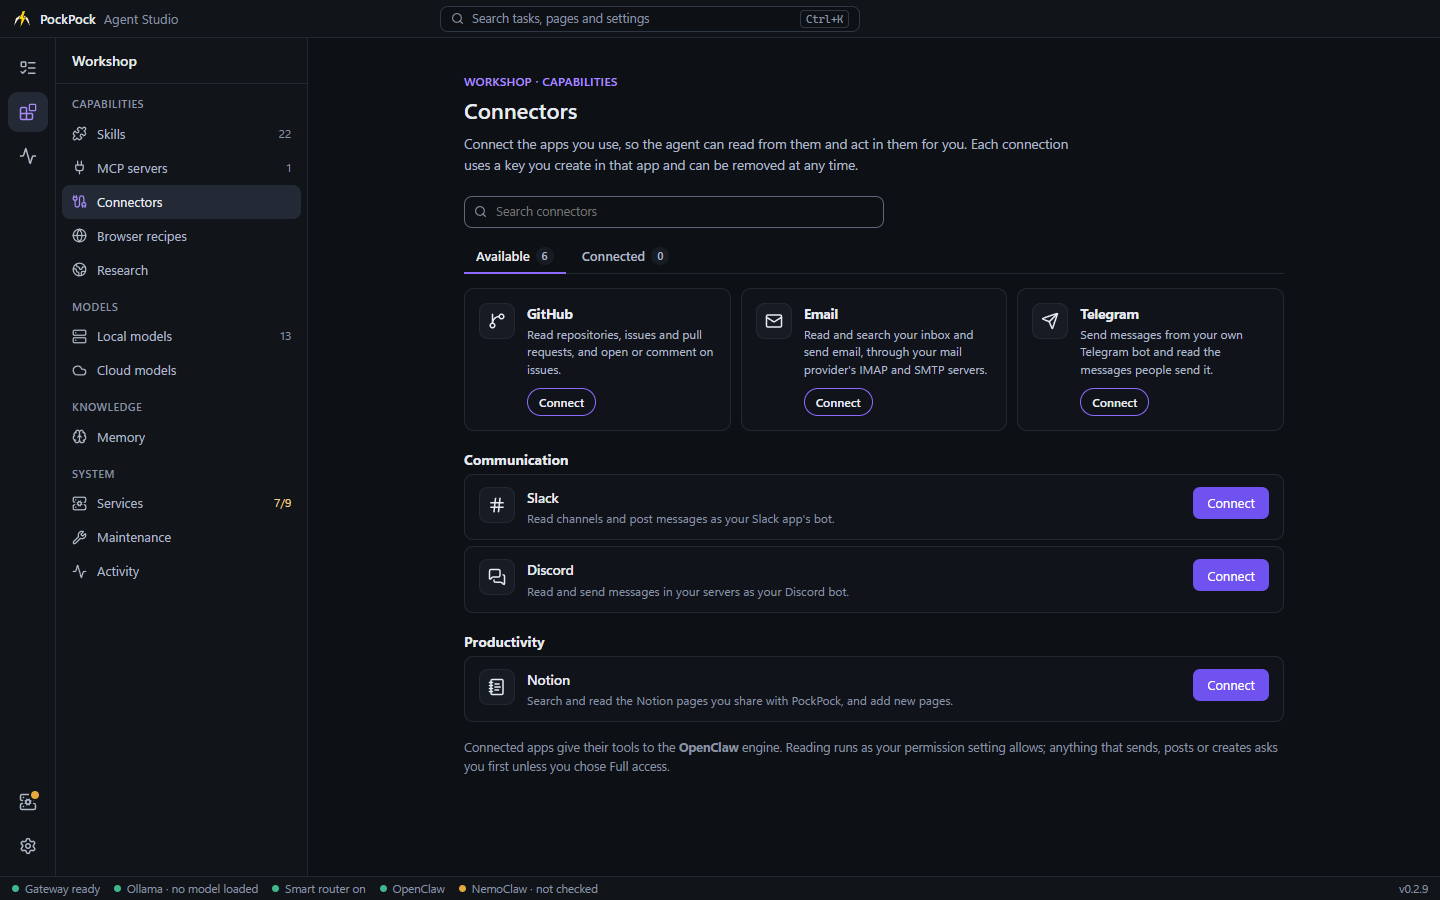 PockPock Agent Studio
Search tasks, pages and settings
Ctrl+K
Workshop
CAPABILITIES
Skills 22
MCP servers 1
Connectors
Browser recipes
Research
MODELS
Local models 13
Cloud models
KNOWLEDGE
Memory
SYSTEM
Services 7/9
Maintenance
Activity
WORKSHOP · CAPABILITIES
Connectors
Connect the apps you use, so the agent can read from them and act in them for you. Each connection
uses a key you create in that app and can be removed at any time.
Search connectors
Available 6
Connected 0
GitHub
Read repositories, issues and pull
requests, and open or comment on
issues.
Connect
Email
Read and search your inbox and
send email, through your mail
provider's IMAP and SMTP servers.
Connect
Telegram
Send messages from your own
Telegram bot and read the
messages people send it.
Connect
Communication
Slack
Read channels and post messages as your Slack app's bot.
Connect
Discord
Read and send messages in your servers as your Discord bot.
Connect
Productivity
Notion
Search and read the Notion pages you share with PockPock, and add new pages.
Connect
Connected apps give their tools to the OpenClaw engine. Reading runs as your permission setting allows; anything that sends, posts or creates asks
you first unless you chose Full access.
Gateway ready
Ollama · no model loaded
Smart router on
OpenClaw
NemoClaw · not checked
v0.2.9